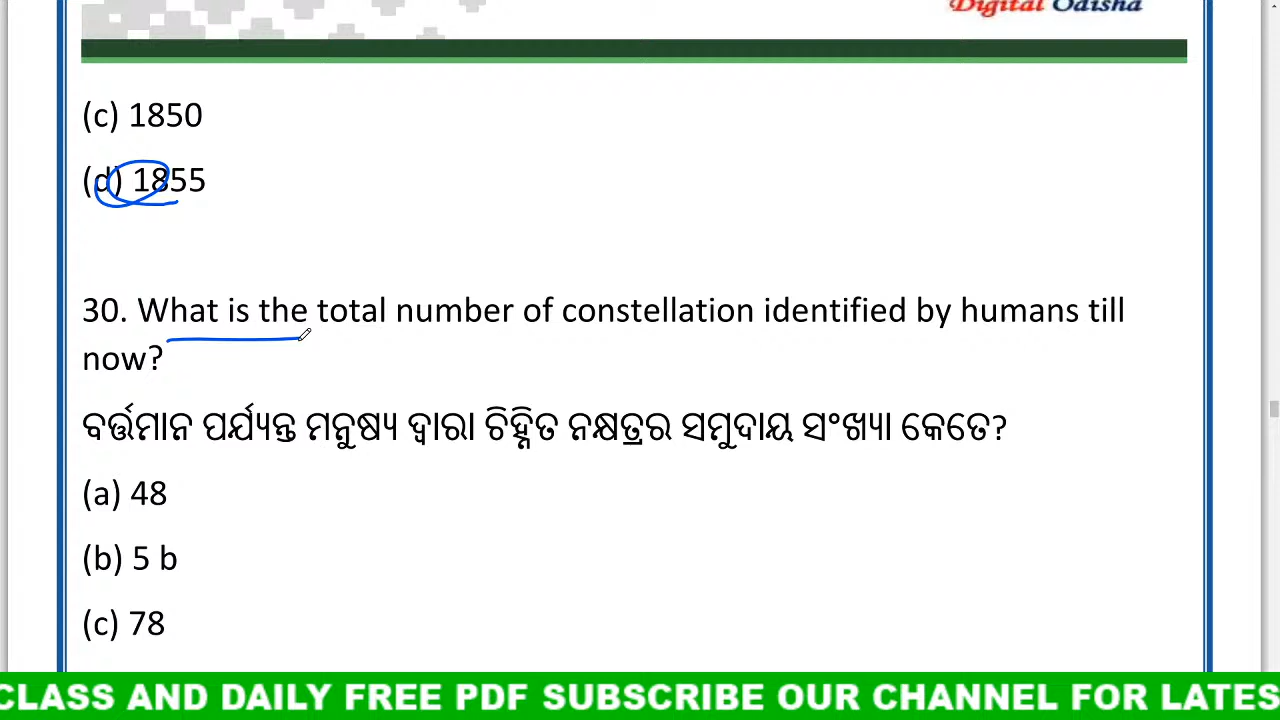 Digital Odisha
(c) 1850
(d) 1855
30. What is the total number of constellation identified by humans till
now?
ବର୍ତ୍ତମାନ ପର୍ଯ୍ୟନ୍ତ ମନୁଷ୍ୟ ଦ୍ୱାରା ଚିହ୍ନିତ ନକ୍ଷତ୍ରର ସମୁଦାୟ ସଂଖ୍ୟା କେତେ?
(a) 48
(b) 5 b
(c) 78
CLASS AND DAILY FREE PDF SUBSCRIBE OUR CHANNEL FOR LATES